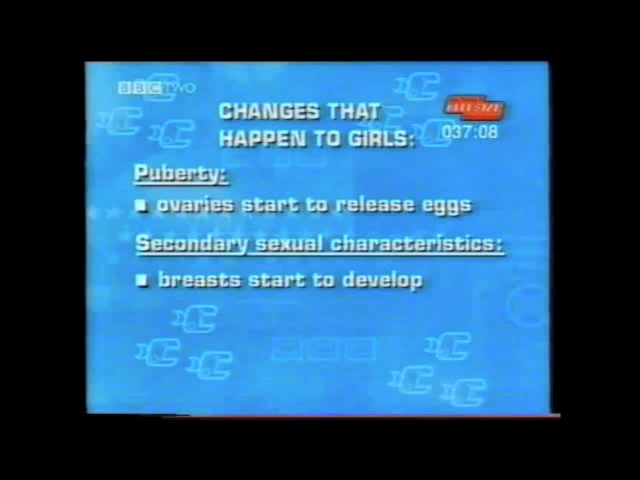 BBC TWO
CHANGES THAT
HAPPEN TO GIRLS:
BITESIZE
037:08
Puberty:
■ ovaries start to release eggs
Secondary sexual characteristics:
■ breasts start to develop